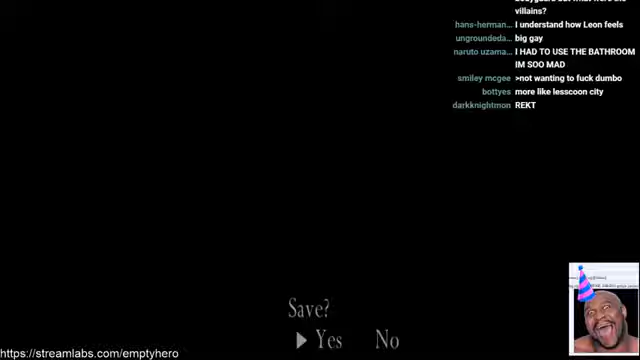 villains?
hans-herman... I understand how Leon feels
ungroundeda... big gay
naruto uzama... I HAD TO USE THE BATHROOM
IM SOO MAD
smiley mcgee >not wanting to fuck dumbo
bottyes more like lesscoon city
darkknightmon REKT
Save?
Yes No
https://streamlabs.com/emptyhero